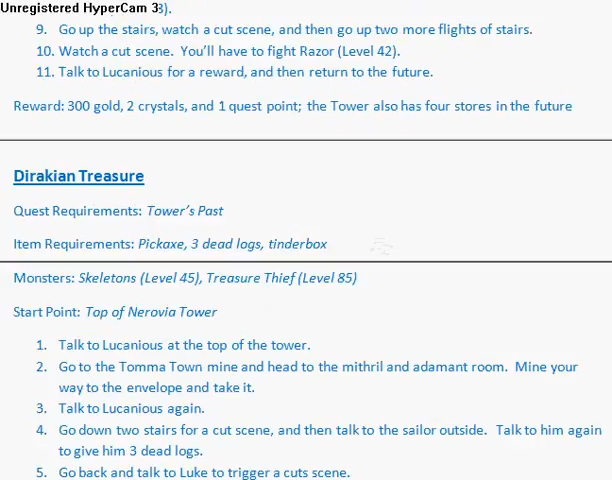 Unregistered HyperCam 3
3).
9. Go up the stairs, watch a cut scene, and then go up two more flights of stairs.
10. Watch a cut scene. You'll have to fight Razor (Level 42).
11. Talk to Lucanious for a reward, and then return to the future.
Reward: 300 gold, 2 crystals, and 1 quest point; the Tower also has four stores in the future
Dirakian Treasure
Quest Requirements: Tower's Past
Item Requirements: Pickaxe, 3 dead logs, tinderbox
Monsters: Skeletons (Level 45), Treasure Thief (Level 85)
Start Point: Top of Nerovia Tower
1. Talk to Lucanious at the top of the tower.
2. Go to the Tomma Town mine and head to the mithril and adamant room. Mine your
way to the envelope and take it.
3. Talk to Lucanious again.
4. Go down two stairs for a cut scene, and then talk to the sailor outside. Talk to him again
to give him 3 dead logs.
5. Go back and talk to Luke to trigger a cuts scene.